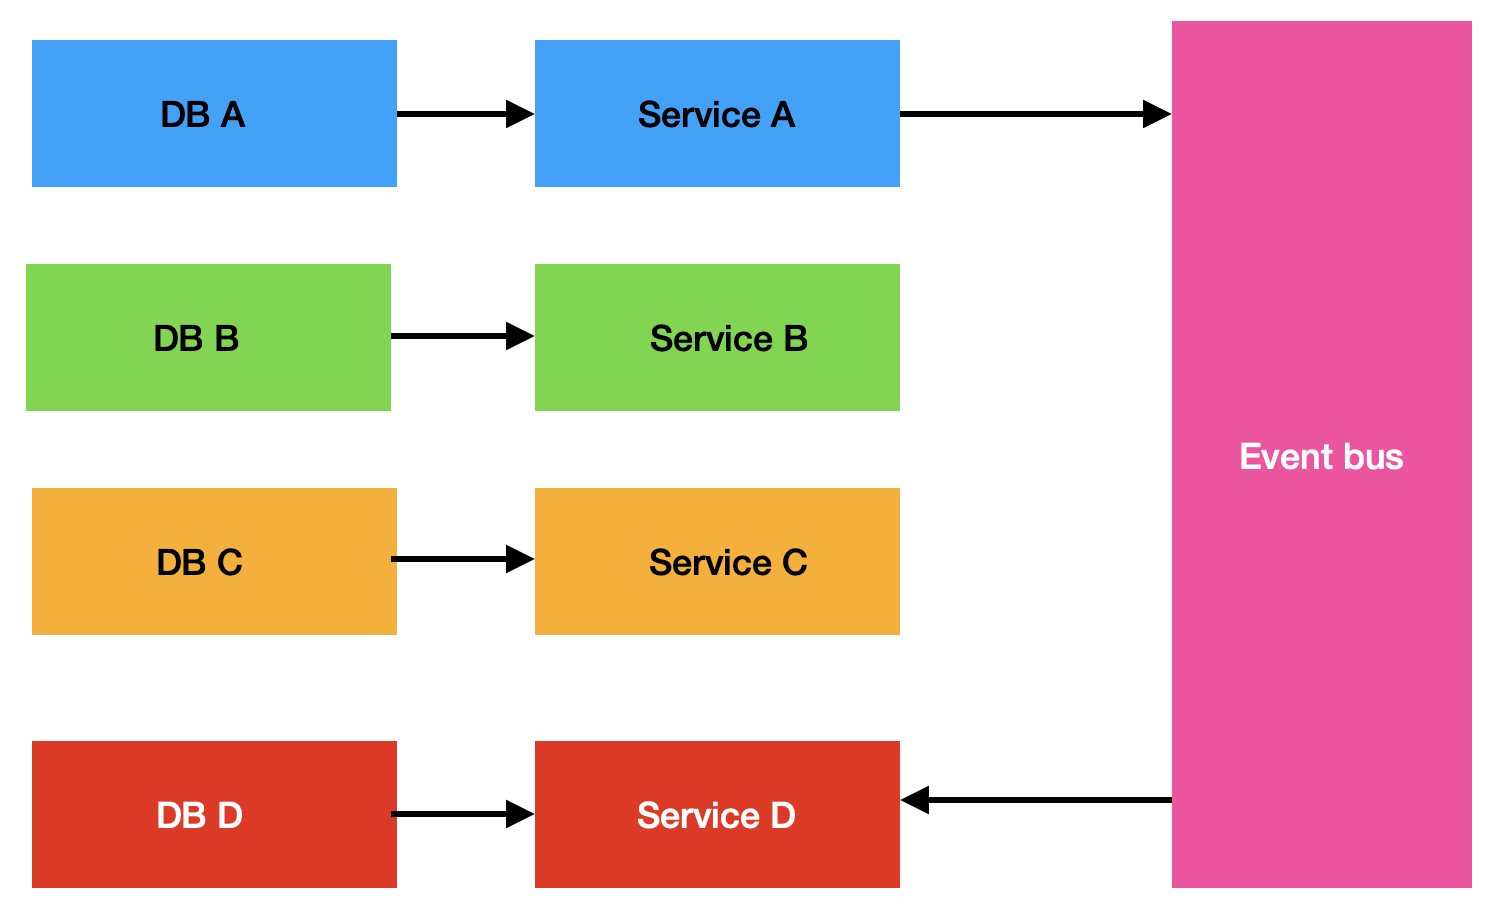 DB A
Service A
DB B
Service B
Event bus
DB C
Service C
DB D
Service D